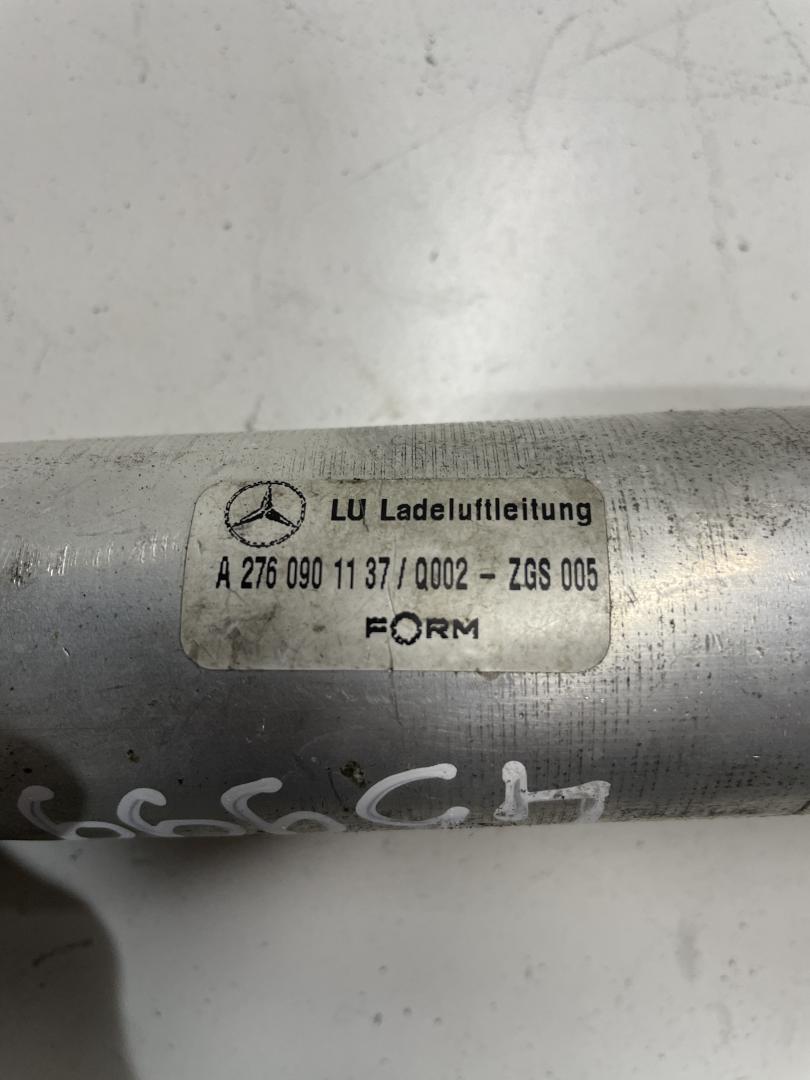 LU Ladeluftleitung
A 276 090 11 37 / Q002 - ZGS 005
FORM